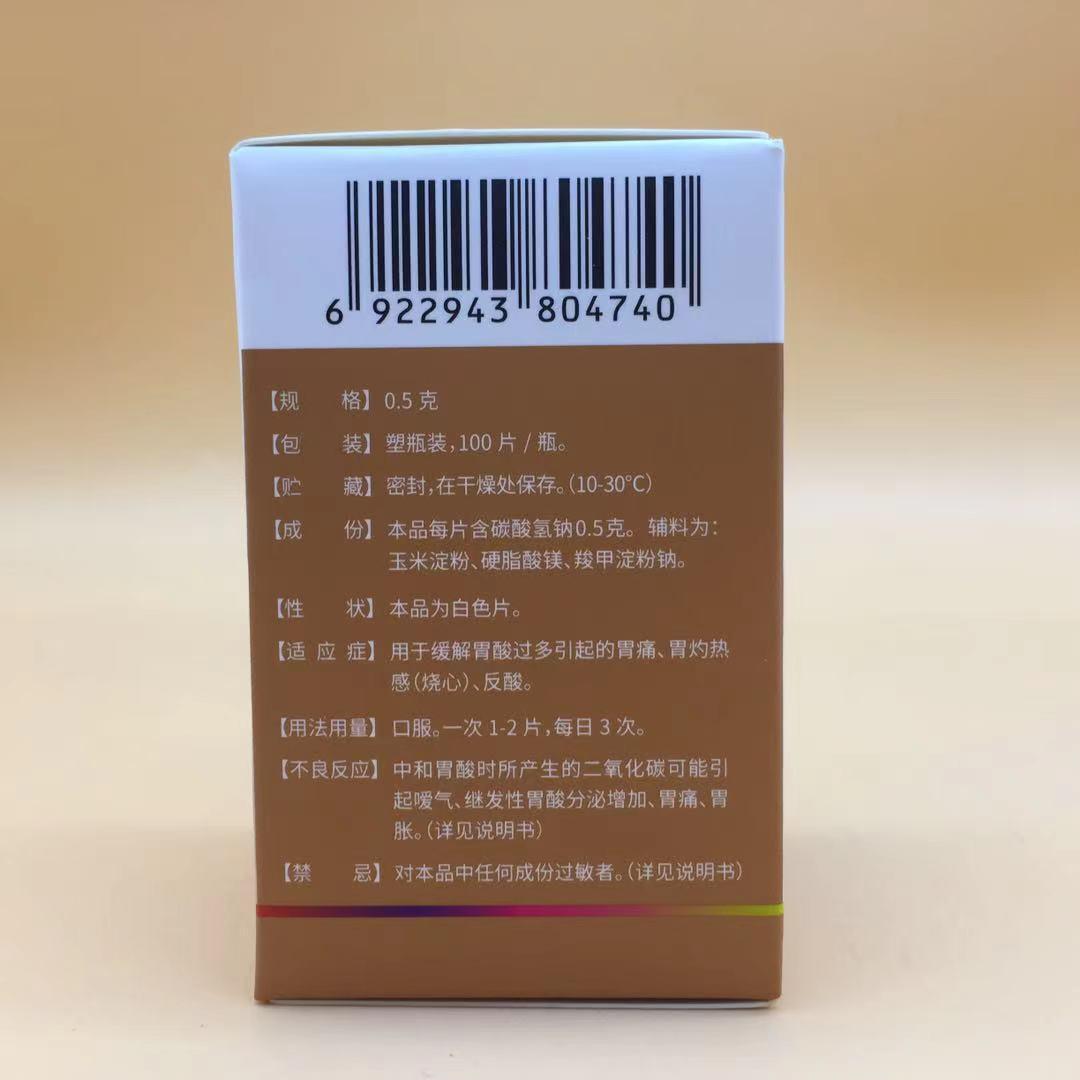 6 922943 804740
【规 格】 0.5 克
【包 装】 塑瓶装,100 片 / 瓶。
【贮 藏】 密封,在干燥处保存。(10-30℃)
【成 份】 本品每片含碳酸氢钠0.5克。辅料为:
玉米淀粉、硬脂酸镁、羧甲淀粉钠。
【性 状】 本品为白色片。
【适 应 症】 用于缓解胃酸过多引起的胃痛、胃灼热
感(烧心)、反酸。
【用法用量】 口服。一次 1-2 片,每日 3 次。
【不良反应】 中和胃酸时所产生的二氧化碳可能引
起嗳气、继发性胃酸分泌增加、胃痛、胃
胀。(详见说明书)
【禁 忌】 对本品中任何成份过敏者。(详见说明书)